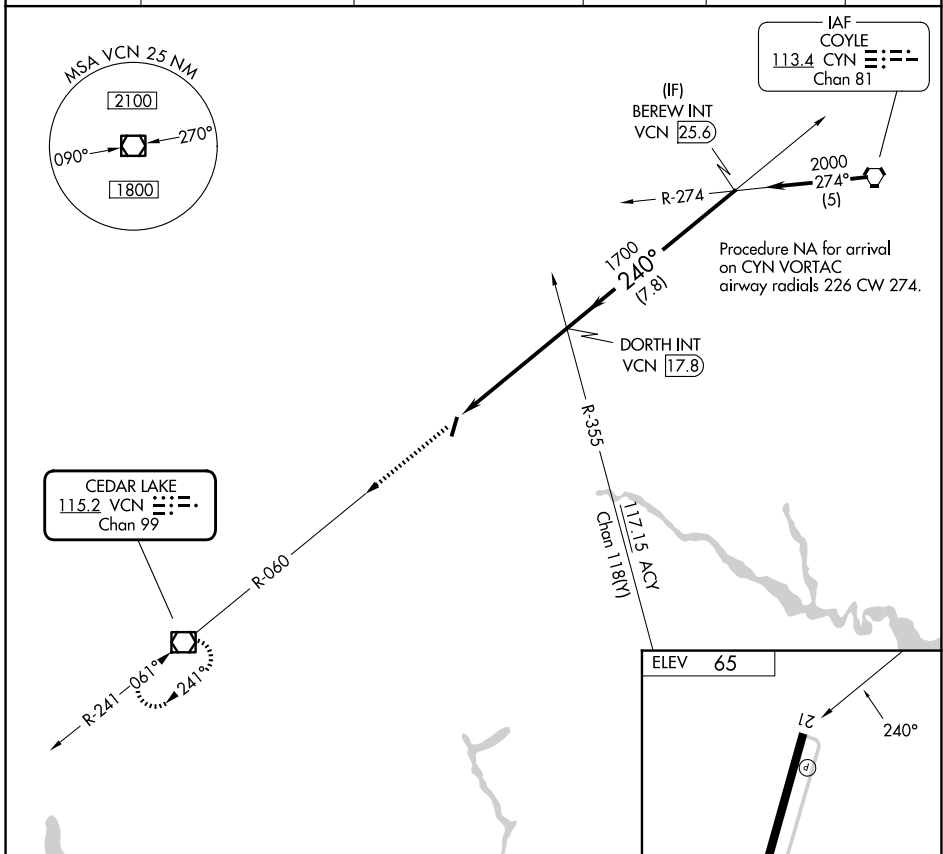 MSA VCN 25 NM
2100
090°
270°
1800
IAF
COYLE
113.4 CYN
Chan 81
(IF)
BEREW INT
VCN 25.6
2000
274°
(5)
R-274
1700
240°
(7.8)
Procedure NA for arrival
on CYN VORTAC
airway radials 226 CW 274.
DORTH INT
VCN 17.8
R-355
117.15 ACY
Chan 118(Y)
CEDAR LAKE
115.2 VCN
Chan 99
R-060
R-241
061°
241°
ELEV 65
21
240°
P